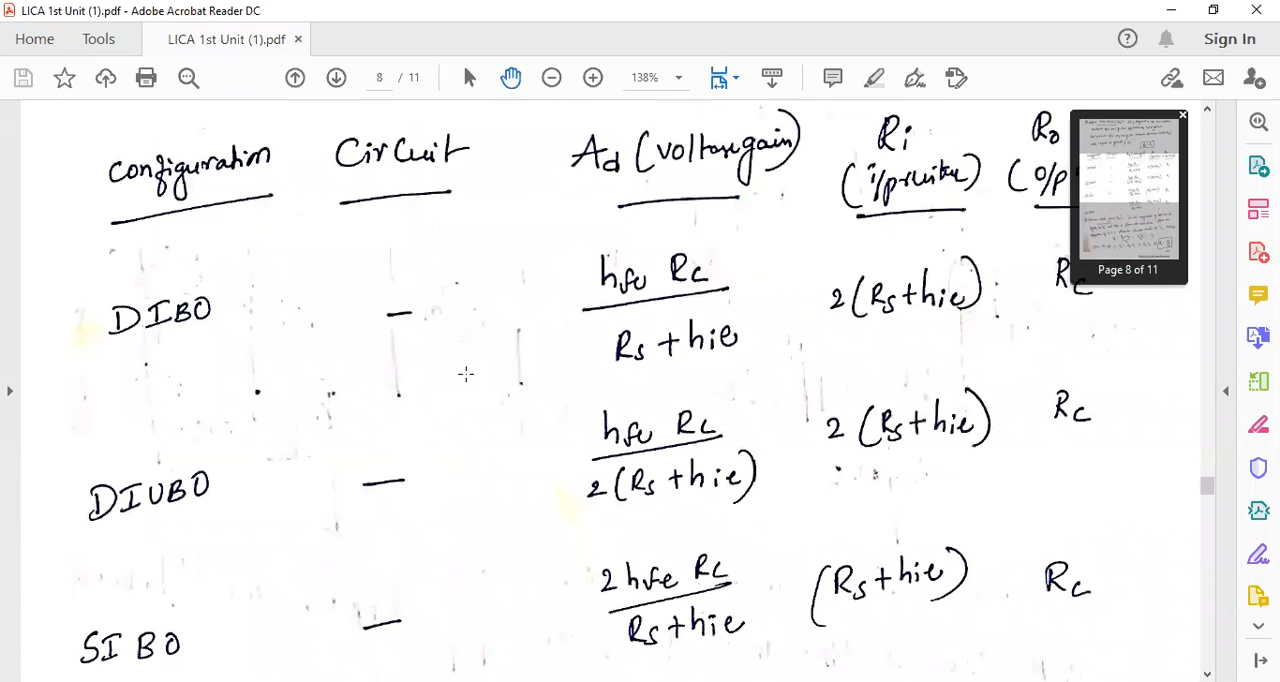 LICA 1st Unit (1).pdf - Adobe Acrobat Reader DC
Home Tools LICA 1st Unit (1).pdf × Sign In
8 / 11 138%
Configuration Circuit Ad (voltage gain) Ri Ro
(i/p (o/p
DIBO — hfe Rc / Rs + hie 2(Rs+hie) Rc
DIUBO — hfe Rc / 2(Rs + hie) 2(Rs+hie) Rc
SIBO — 2 hfe Rc / Rs+hie (Rs+hie) Rc
Page 8 of 11